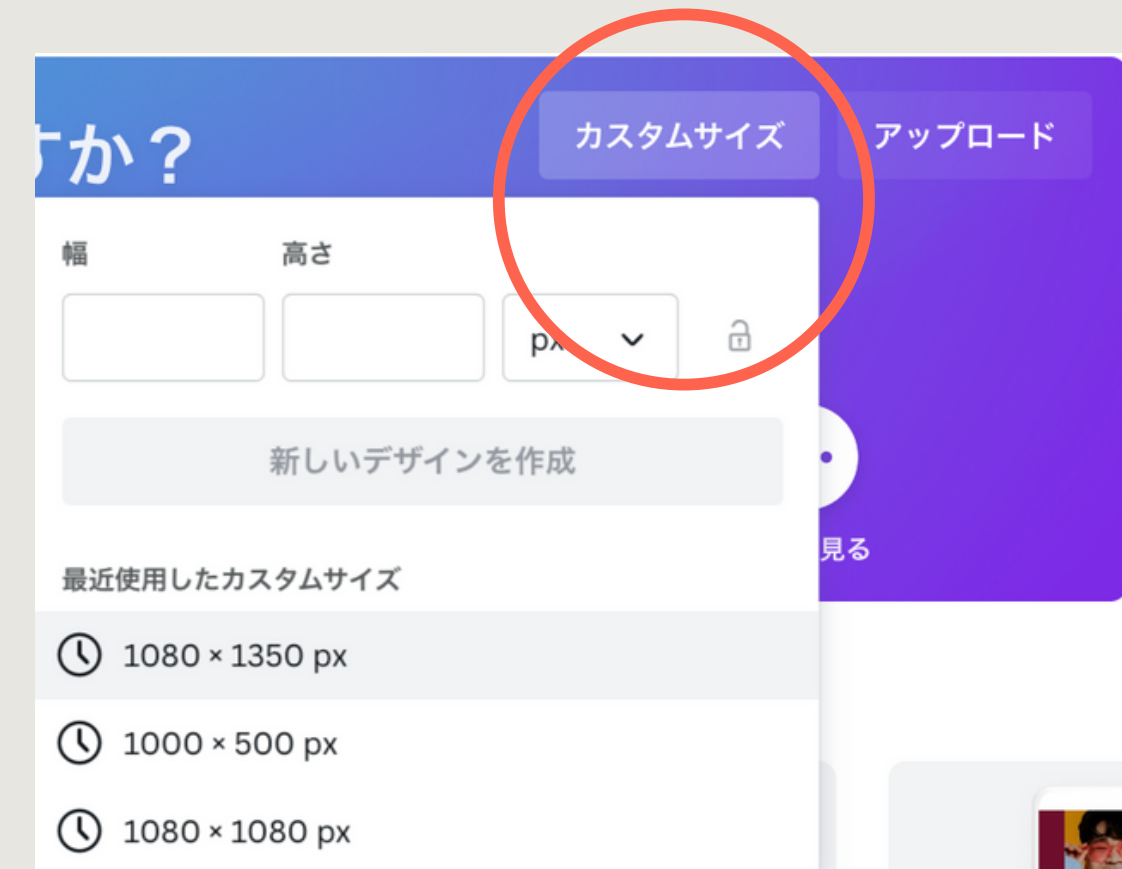 すか？
カスタムサイズ
アップロード
幅
高さ
px
新しいデザインを作成
見る
最近使用したカスタムサイズ
1080 × 1350 px
1000 × 500 px
1080 × 1080 px